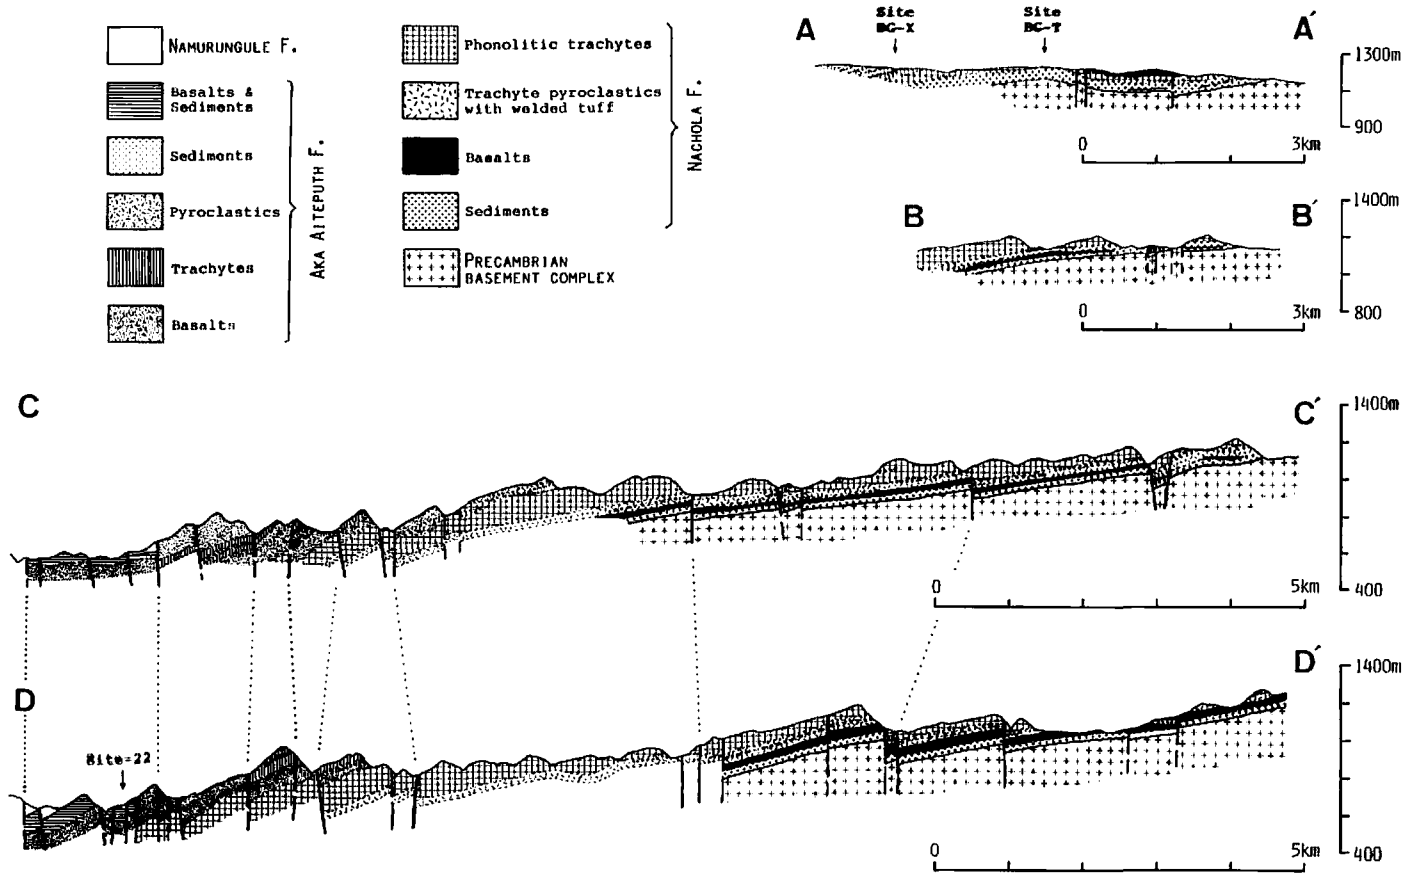 NAMURUNGULE F.
Basalts &
Sediments
Sediments
Pyroclastics
Trachytes
Basalts
AKA AITEPUTH F.
Phonolitic trachytes
Trachyte pyroclastics
with welded tuff
Basalts
Sediments
PRECAMBRIAN
BASEMENT COMPLEX
NACHOLA F.
A
Site
BG-X
Site
BG-T
A´
1300m
900
0
3km
B
B´
1400m
800
0
3km
C
C´
1400m
400
0
5km
D
Site=22
D´
1400m
400
0
5km